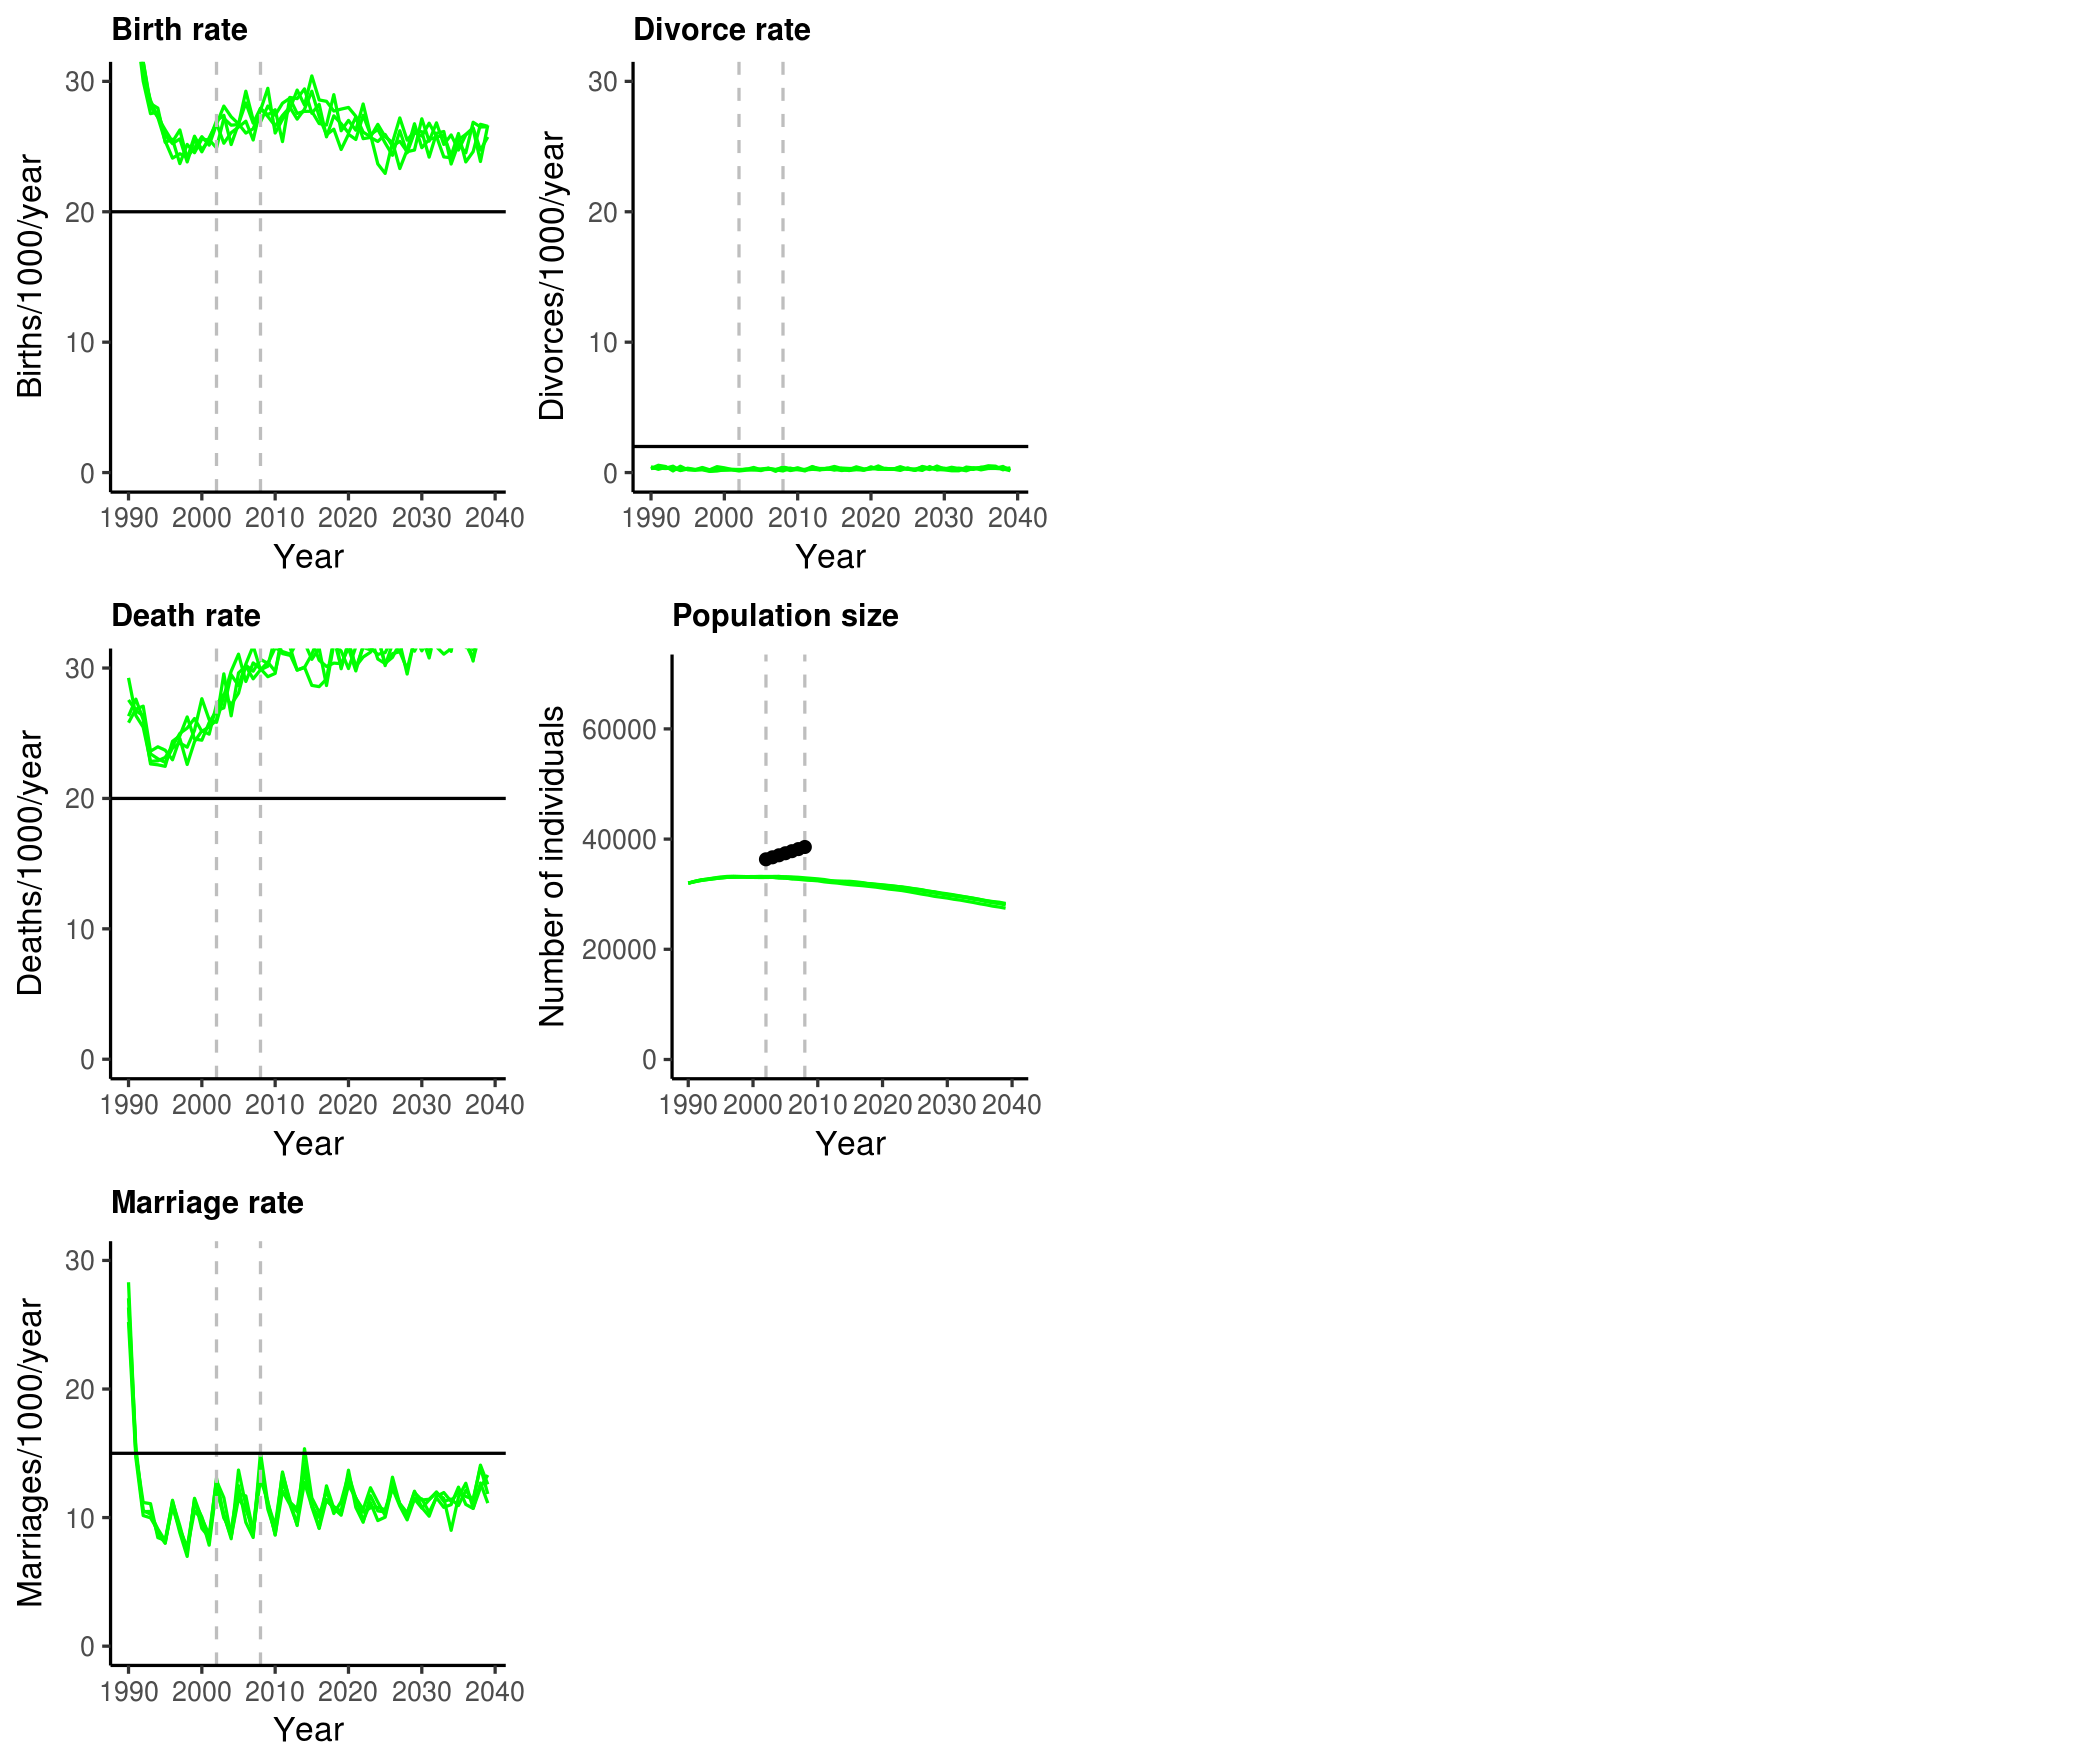 Birth rate
Births/1000/year
30
20
10
0
1990 2000 2010 2020 2030 2040
Year
Divorce rate
Divorces/1000/year
30
20
10
0
1990 2000 2010 2020 2030 2040
Year
Death rate
Deaths/1000/year
30
20
10
0
1990 2000 2010 2020 2030 2040
Year
Population size
Number of individuals
60000
40000
20000
0
1990 2000 2010 2020 2030 2040
Year
Marriage rate
Marriages/1000/year
30
20
10
0
1990 2000 2010 2020 2030 2040
Year